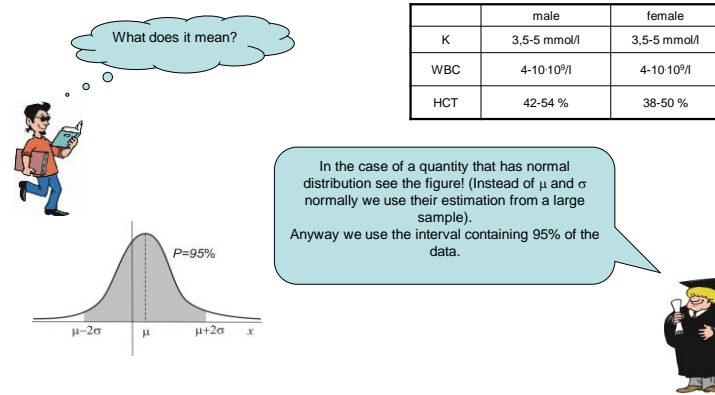 What does it mean?
male female
K 3,5-5 mmol/l 3,5-5 mmol/l
WBC 4-10·10⁹/l 4-10·10⁹/l
HCT 42-54 % 38-50 %
In the case of a quantity that has normal
distribution see the figure! (Instead of μ and σ
normally we use their estimation from a large
sample).
Anyway we use the interval containing 95% of the
data.
P=95%
μ−2σ μ μ+2σ x